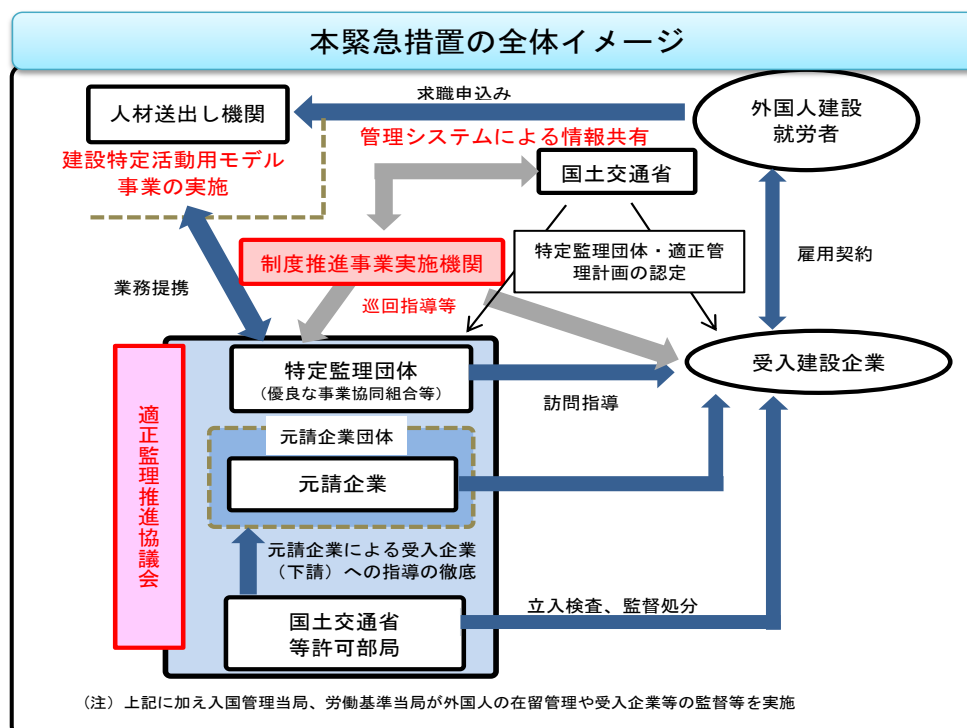 本緊急措置の全体イメージ
求職申込み
人材送出し機関
外国人建設
就労者
管理システムによる情報共有
建設特定活動用モデル
事業の実施
国土交通省
特定監理団体・適正管
理計画の認定
雇用契約
制度推進事業実施機関
業務提携
巡回指導等
適正監理推進協議会
特定監理団体
(優良な事業協同組合等)
受入建設企業
訪問指導
元請企業団体
元請企業
元請企業による受入企業
(下請)への指導の徹底
国土交通省
等許可部局
立入検査、監督処分
(注)上記に加え入国管理当局、労働基準当局が外国人の在留管理や受入企業等の監督等を実施